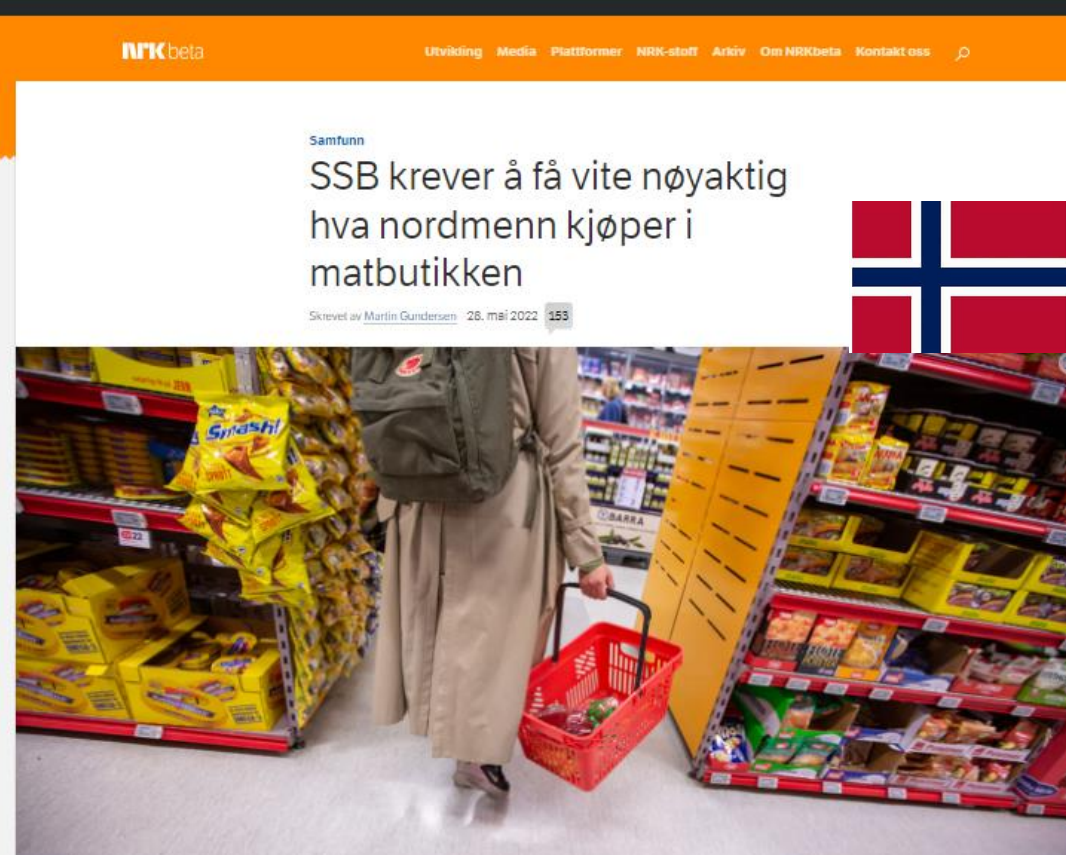 NRK beta
Utvikling Media Plattformer NRK-stoff Arkiv Om NRKbeta Kontakt oss
Samfunn
SSB krever å få vite nøyaktig
hva nordmenn kjøper i
matbutikken
Skrevet av Martin Gundersen 28. mai 2022 153
Smash!
BARRA
22